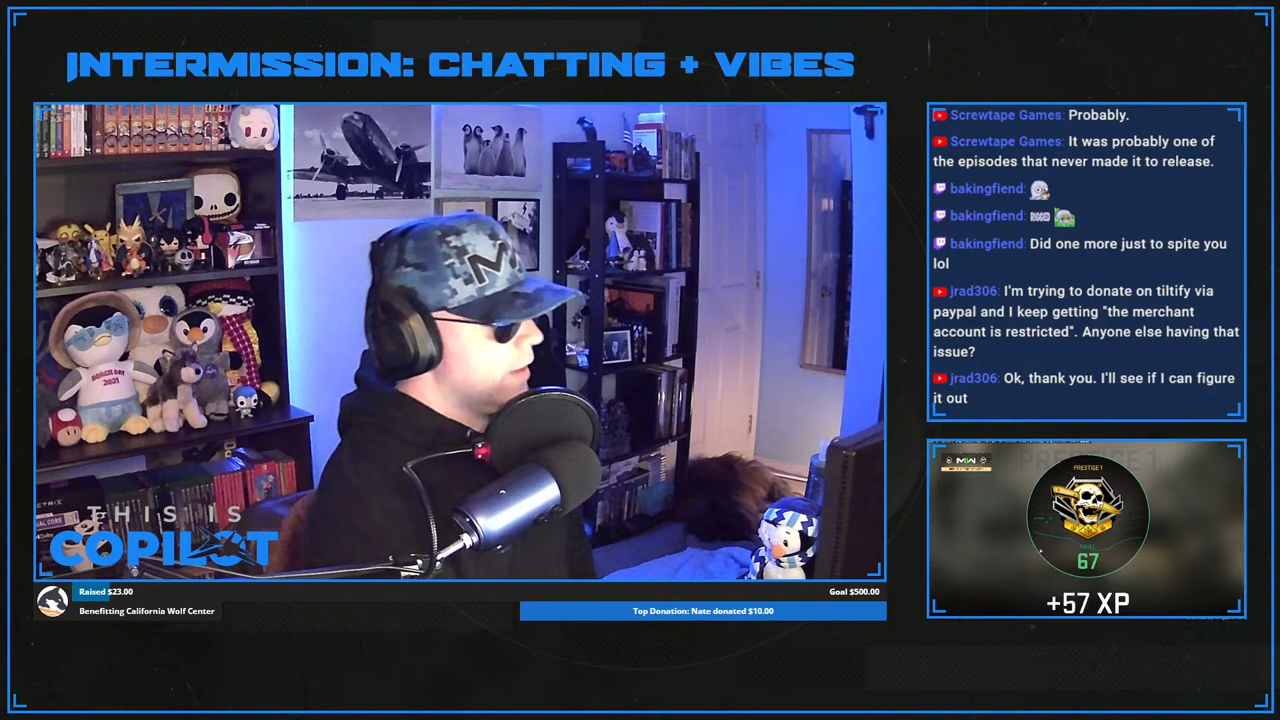 INTERMISSION: CHATTING + VIBES
Screwtape Games: Probably.
Screwtape Games: It was probably one of
the episodes that never made it to release.
bakingfiend:
bakingfiend: RIGGED
bakingfiend: Did one more just to spite you
lol
jrad306: I'm trying to donate on tiltify via
paypal and I keep getting "the merchant
account is restricted". Anyone else having that
issue?
jrad306: Ok, thank you. I'll see if I can figure
it out
BEACH DAY
2021
THIS IS
COPILOT
M
PRESTIGE 1
LEVEL
67
+57 XP
Raised $23.00
Goal $500.00
Benefitting California Wolf Center
Top Donation: Nate donated $10.00